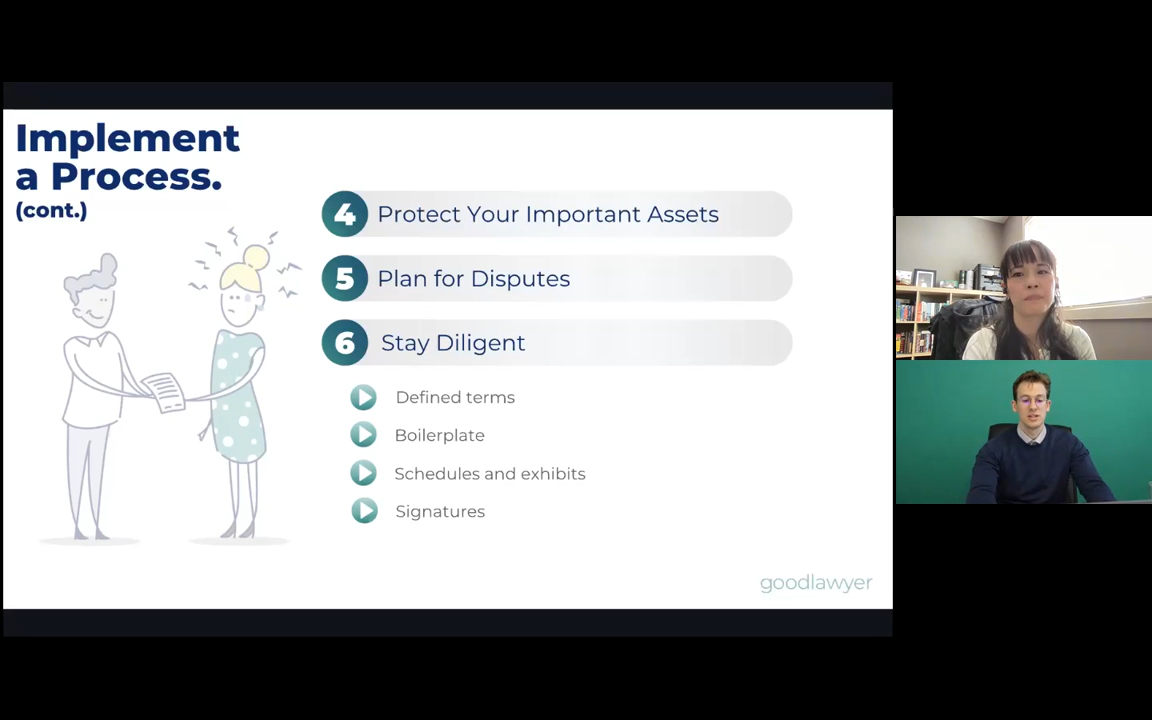 Implement
a Process.
(cont.)
4 Protect Your Important Assets
5 Plan for Disputes
6 Stay Diligent
Defined terms
Boilerplate
Schedules and exhibits
Signatures
goodlawyer